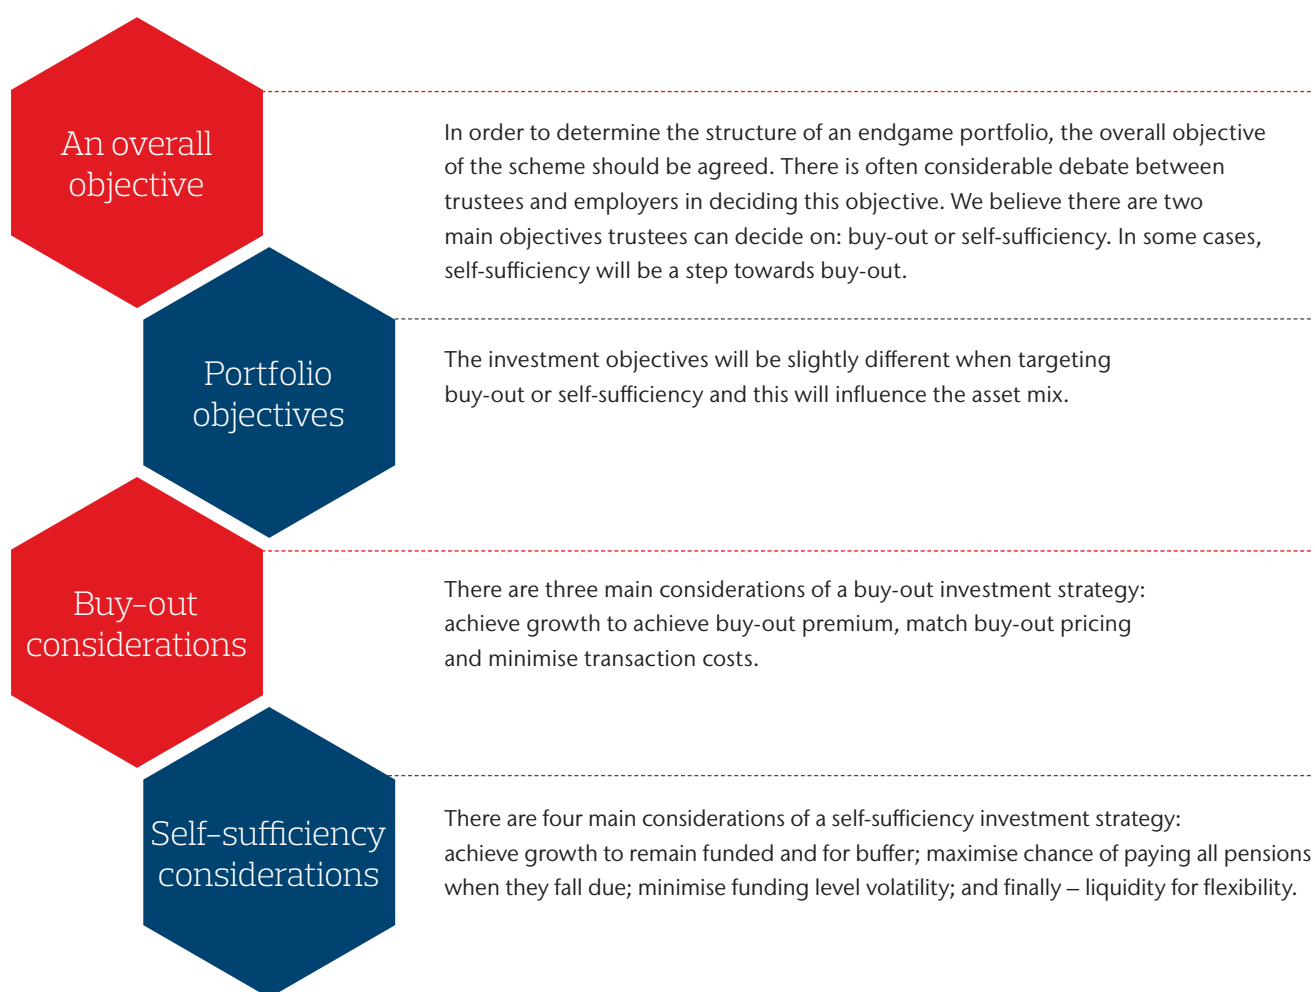 An overall
objective
In order to determine the structure of an endgame portfolio, the overall objective
of the scheme should be agreed. There is often considerable debate between
trustees and employers in deciding this objective. We believe there are two
main objectives trustees can decide on: buy-out or self-sufficiency. In some cases,
self-sufficiency will be a step towards buy-out.
Portfolio
objectives
The investment objectives will be slightly different when targeting
buy-out or self-sufficiency and this will influence the asset mix.
Buy-out
considerations
There are three main considerations of a buy-out investment strategy:
achieve growth to achieve buy-out premium, match buy-out pricing
and minimise transaction costs.
Self-sufficiency
considerations
There are four main considerations of a self-sufficiency investment strategy:
achieve growth to remain funded and for buffer; maximise chance of paying all pensions
when they fall due; minimise funding level volatility; and finally – liquidity for flexibility.